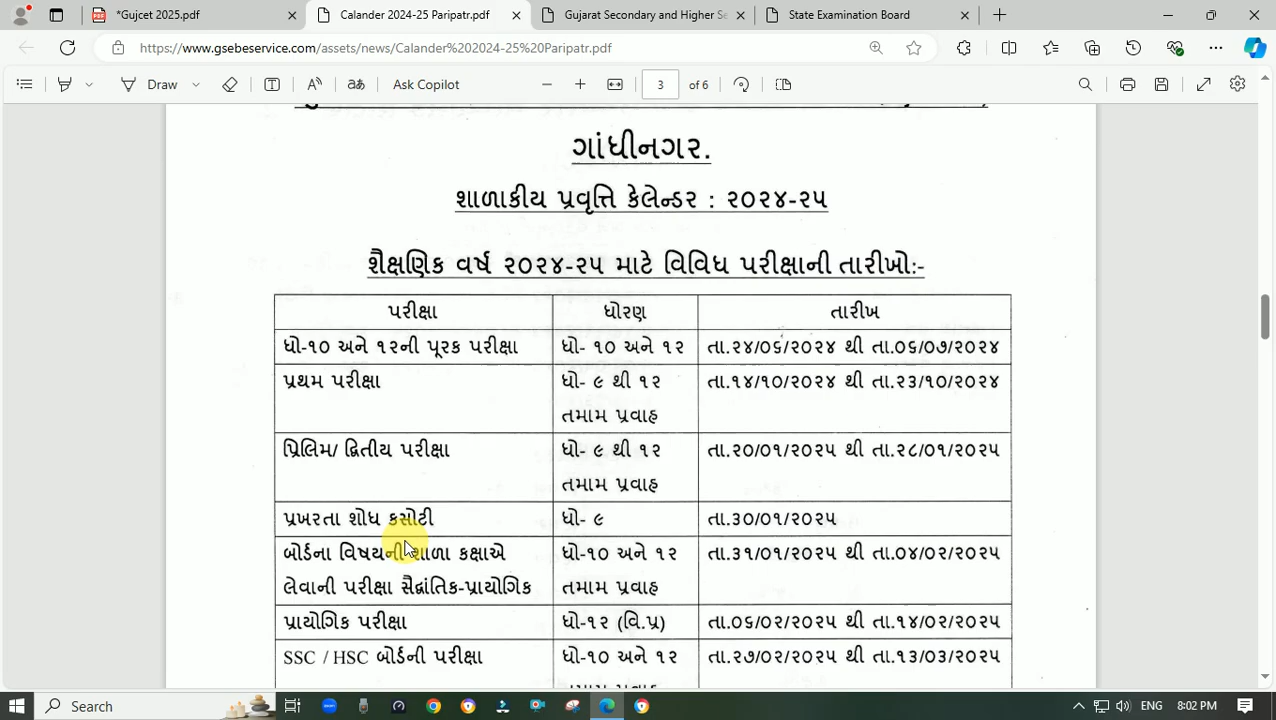 *Gujcet 2025.pdf
Calander 2024-25 Paripatr.pdf
Gujarat Secondary and Higher Se
State Examination Board
https://www.gsebeservice.com/assets/news/Calander%202024-25%20Paripatr.pdf
Draw
Ask Copilot
3 of 6
ગાંધીનગર.
શાળાકીય પ્રવૃત્તિ કેલેન્ડર : ૨૦૨૪-૨૫
શૈક્ષણિક વર્ષ ૨૦૨૪-૨૫ માટે વિવિધ પરીક્ષાની તારીખો:-
પરીક્ષા ધોરણ તારીખ
ધો-૧૦ અને ૧૨ની પૂરક પરીક્ષા ધો- ૧૦ અને ૧૨ તા.૨૪/૦૬/૨૦૨૪ થી તા.૦૬/૦૭/૨૦૨૪
પ્રથમ પરીક્ષા ધો- ૯ થી ૧૨ તા.૧૪/૧૦/૨૦૨૪ થી તા.૨૩/૧૦/૨૦૨૪
તમામ પ્રવાહ
પ્રિલિમ/ દ્વિતીય પરીક્ષા ધો- ૯ થી ૧૨ તા.૨૦/૦૧/૨૦૨૫ થી તા.૨૮/૦૧/૨૦૨૫
તમામ પ્રવાહ
પ્રખરતા શોધ કસોટી ધો- ૯ તા.૩૦/૦૧/૨૦૨૫
બોર્ડના વિષયની શાળા કક્ષાએ ધો-૧૦ અને ૧૨ તા.૩૧/૦૧/૨૦૨૫ થી તા.૦૪/૦૨/૨૦૨૫
લેવાની પરીક્ષા સૈદ્ધાંતિક-પ્રાયોગિક તમામ પ્રવાહ
પ્રાયોગિક પરીક્ષા ધો-૧૨ (વિ.પ્ર) તા.૦૬/૦૨/૨૦૨૫ થી તા.૧૪/૦૨/૨૦૨૫
SSC / HSC બોર્ડની પરીક્ષા ધો-૧૦ અને ૧૨ તા.૨૭/૦૨/૨૦૨૫ થી તા.૧૩/૦૩/૨૦૨૫
Search
ENG 8:02 PM